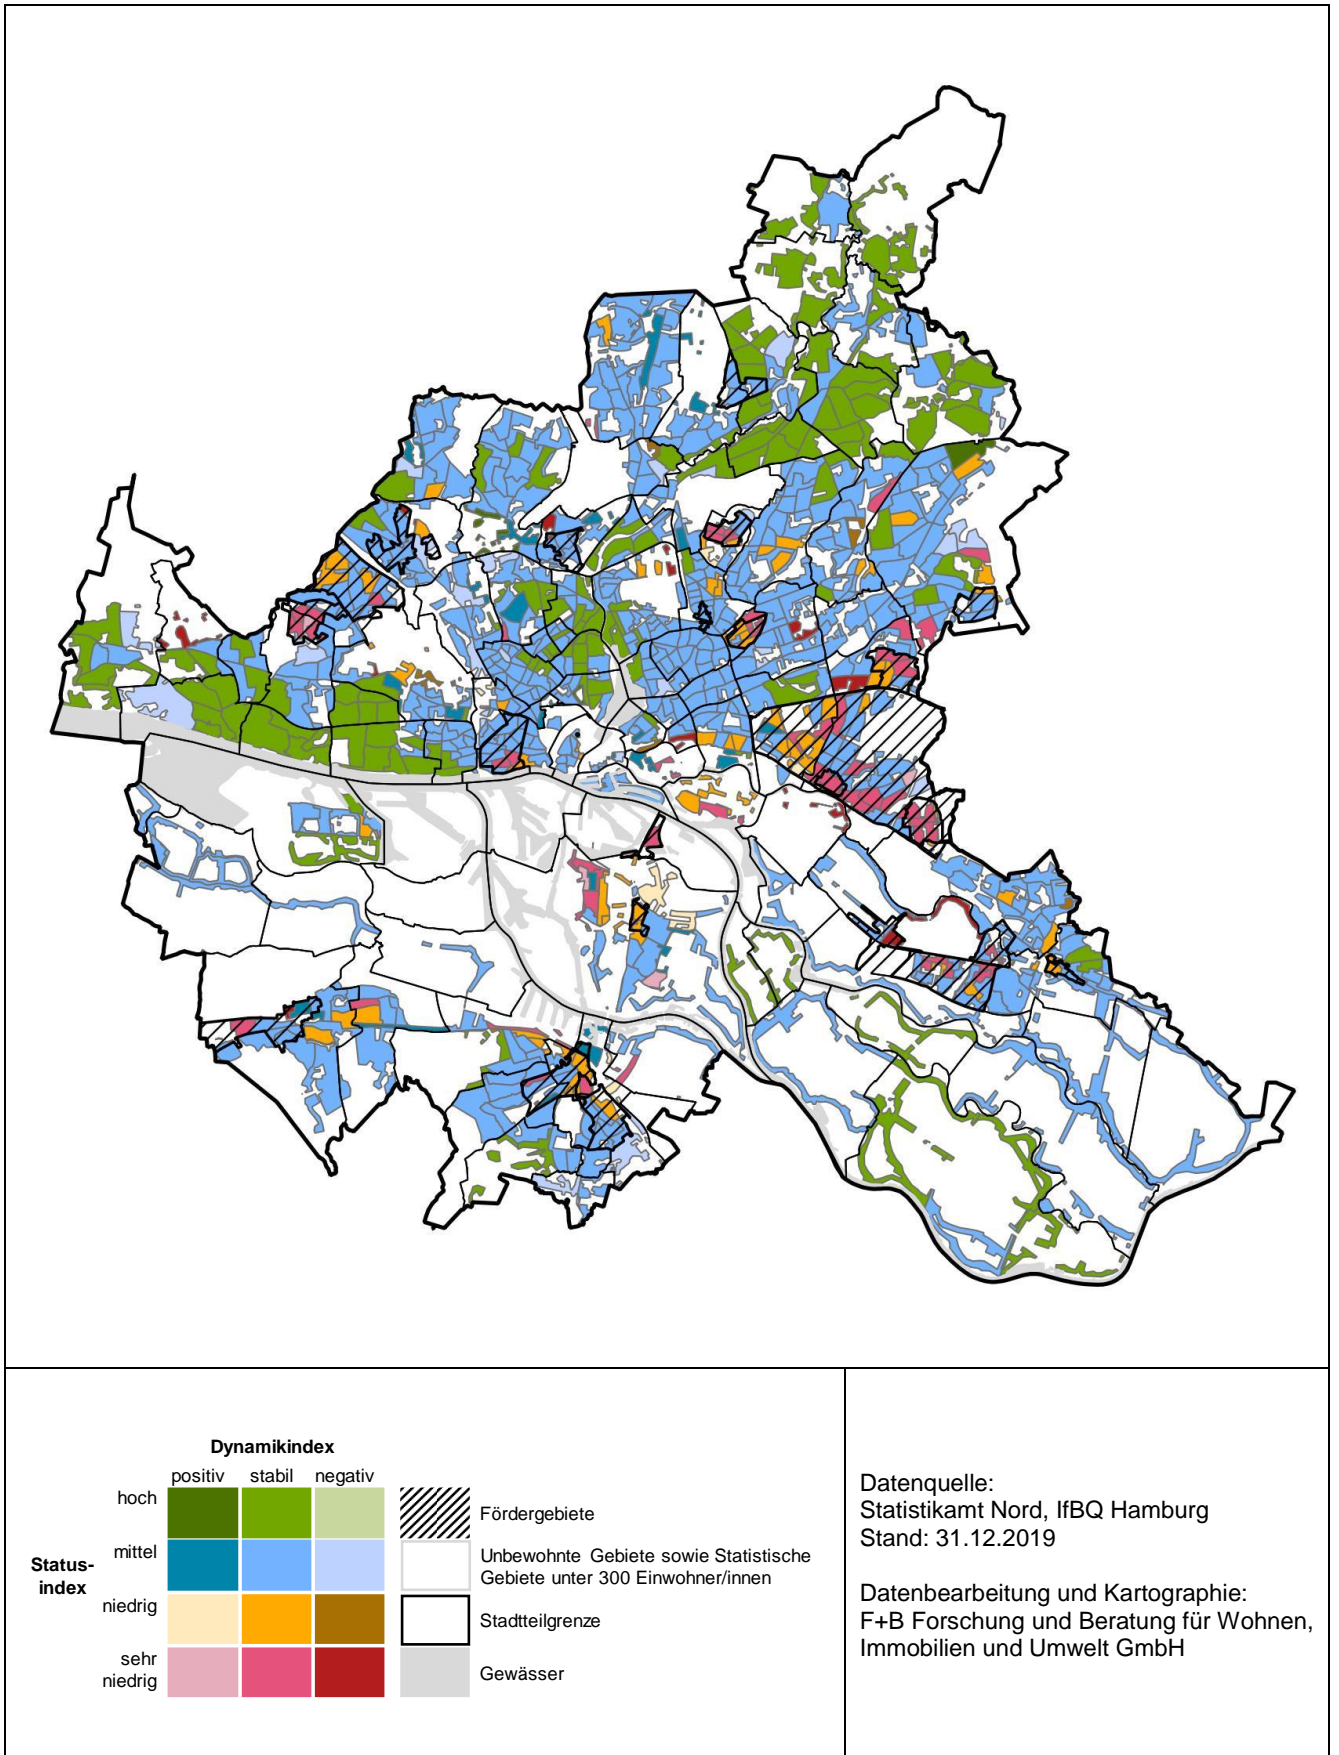 Dynamikindex
positiv stabil negativ
hoch
mittel
Status-
index
niedrig
sehr
niedrig
Fördergebiete
Unbewohnte Gebiete sowie Statistische
Gebiete unter 300 Einwohner/innen
Stadtteilgrenze
Gewässer
Datenquelle:
Statistikamt Nord, IfBQ Hamburg
Stand: 31.12.2019
Datenbearbeitung und Kartographie:
F+B Forschung und Beratung für Wohnen,
Immobilien und Umwelt GmbH